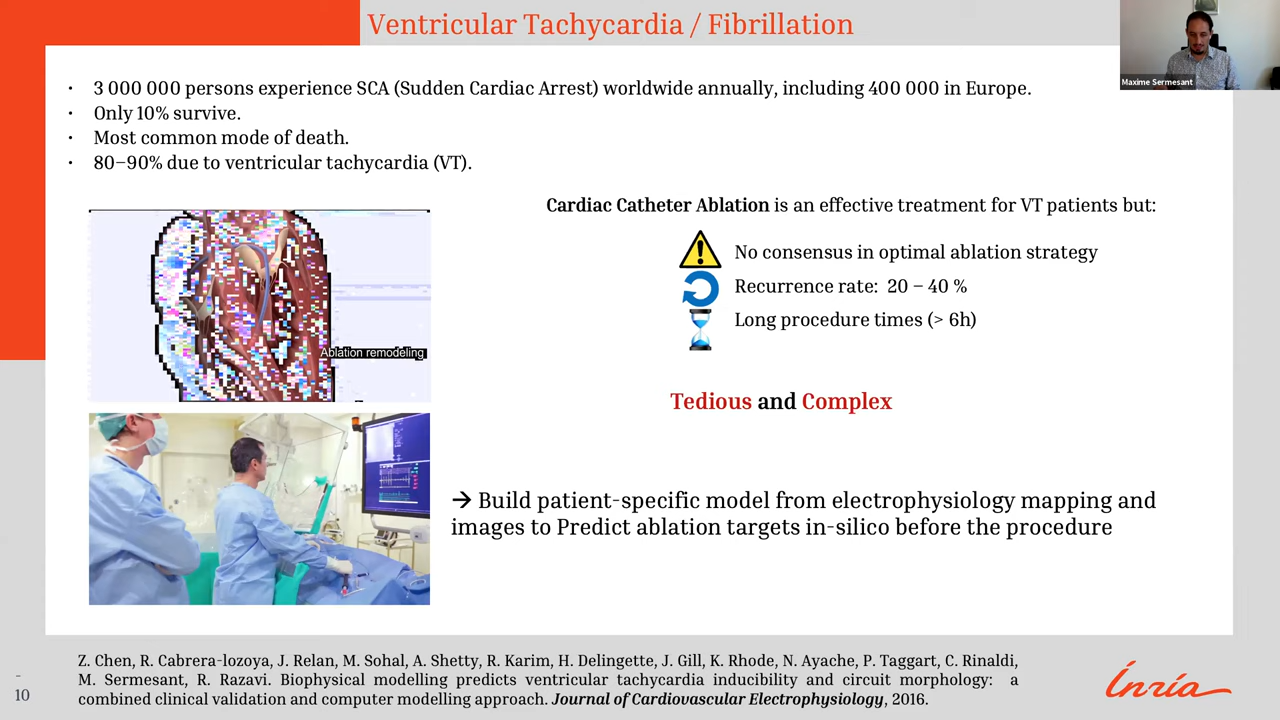 Ventricular Tachycardia / Fibrillation
Maxime Sermesant
• 3 000 000 persons experience SCA (Sudden Cardiac Arrest) worldwide annually, including 400 000 in Europe.
• Only 10% survive.
• Most common mode of death.
• 80–90% due to ventricular tachycardia (VT).
Cardiac Catheter Ablation is an effective treatment for VT patients but:
No consensus in optimal ablation strategy
Recurrence rate: 20 – 40 %
Long procedure times (> 6h)
Ablation remodeling
Tedious and Complex
→ Build patient-specific model from electrophysiology mapping and
images to Predict ablation targets in-silico before the procedure
Z. Chen, R. Cabrera-lozoya, J. Relan, M. Sohal, A. Shetty, R. Karim, H. Delingette, J. Gill, K. Rhode, N. Ayache, P. Taggart, C. Rinaldi,
M. Sermesant, R. Razavi. Biophysical modelling predicts ventricular tachycardia inducibility and circuit morphology: a
combined clinical validation and computer modelling approach. Journal of Cardiovascular Electrophysiology, 2016.
-
10
Inria